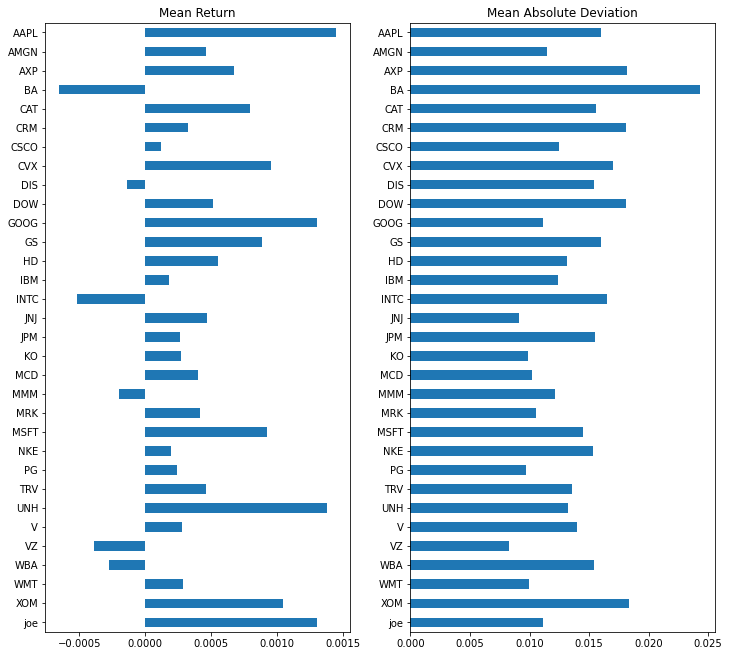 Mean Return
AAPL
AMGN
AXP
BA
CAT
CRM
CSCO
CVX
DIS
DOW
GOOG
GS
HD
IBM
INTC
JNJ
JPM
KO
MCD
MMM
MRK
MSFT
NKE
PG
TRV
UNH
V
VZ
WBA
WMT
XOM
joe
−0.0005 0.0000 0.0005 0.0010 0.0015
Mean Absolute Deviation
AAPL
AMGN
AXP
BA
CAT
CRM
CSCO
CVX
DIS
DOW
GOOG
GS
HD
IBM
INTC
JNJ
JPM
KO
MCD
MMM
MRK
MSFT
NKE
PG
TRV
UNH
V
VZ
WBA
WMT
XOM
joe
0.000 0.005 0.010 0.015 0.020 0.025